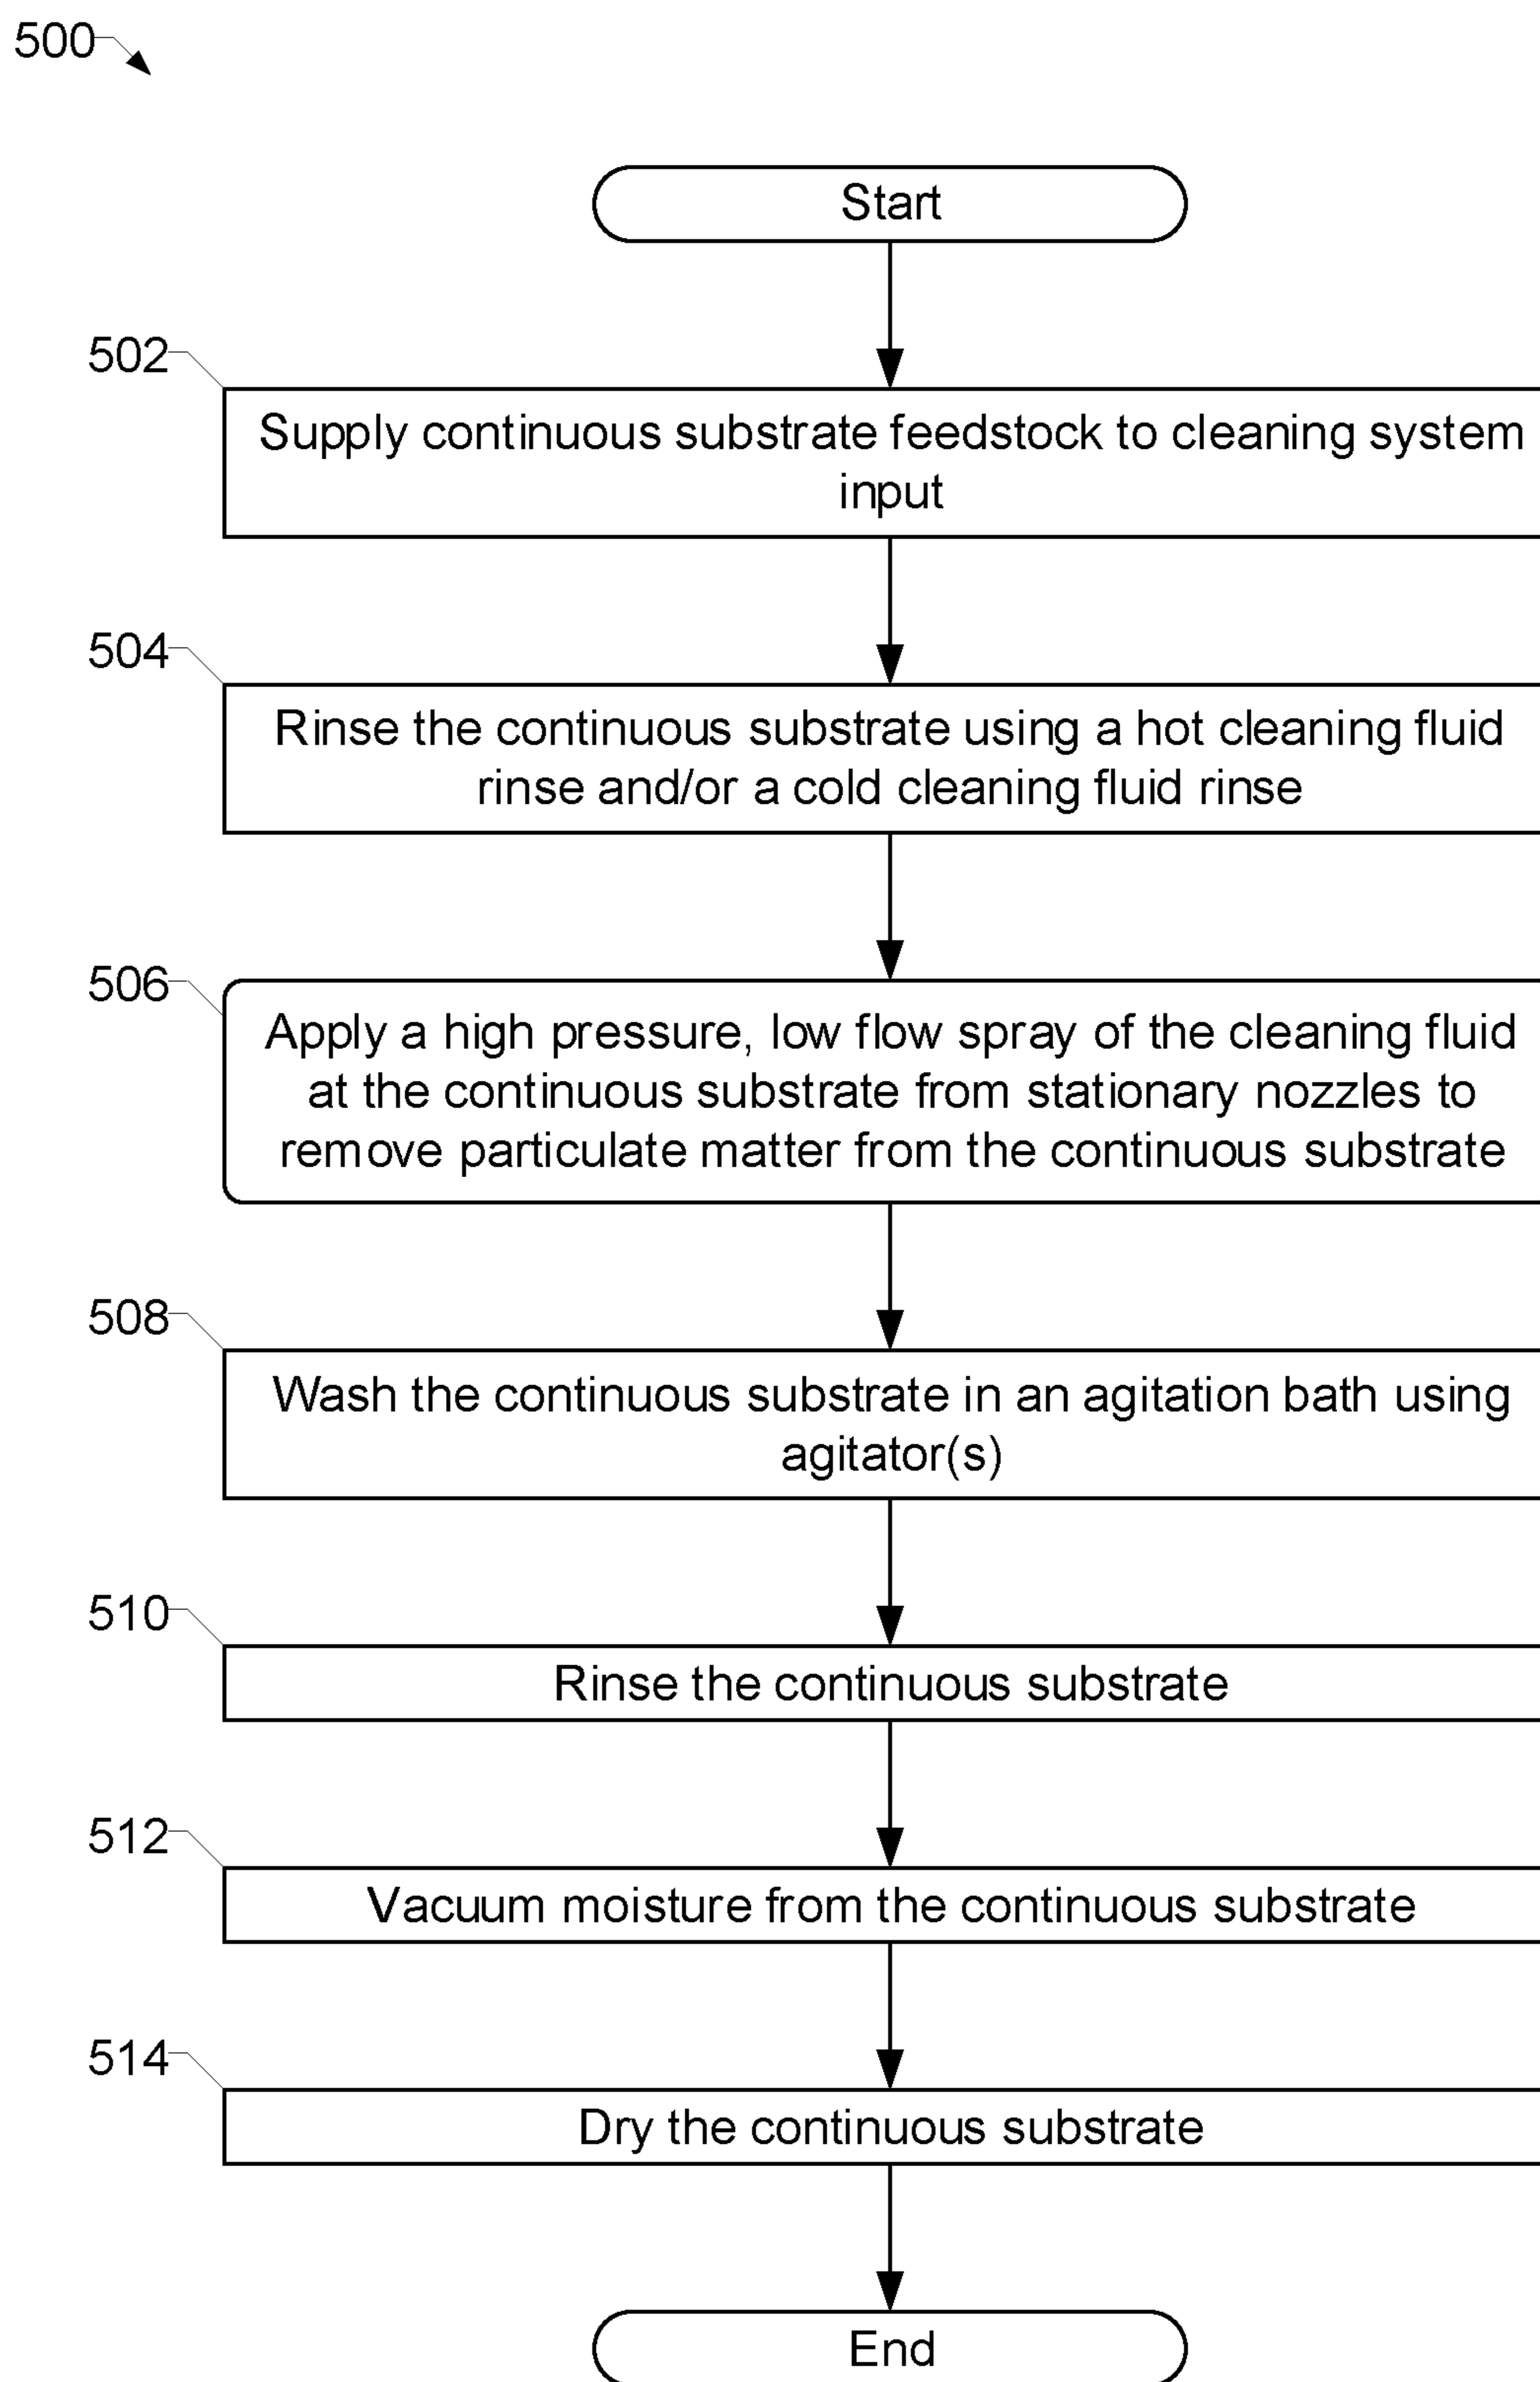 500
Start
502
Supply continuous substrate feedstock to cleaning system
input
504
Rinse the continuous substrate using a hot cleaning fluid
rinse and/or a cold cleaning fluid rinse
506
Apply a high pressure, low flow spray of the cleaning fluid
at the continuous substrate from stationary nozzles to
remove particulate matter from the continuous substrate
508
Wash the continuous substrate in an agitation bath using
agitator(s)
510
Rinse the continuous substrate
512
Vacuum moisture from the continuous substrate
514
Dry the continuous substrate
End